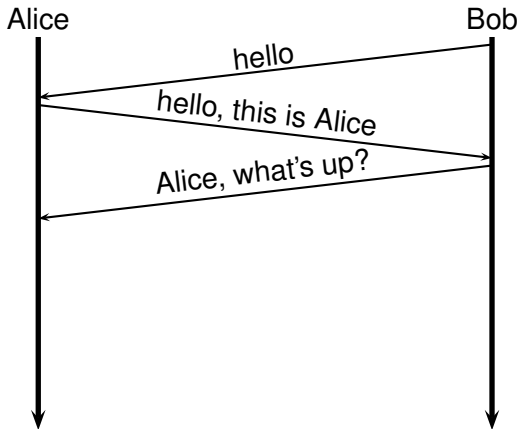 Alice
Bob
hello
hello, this is Alice
Alice, what's up?